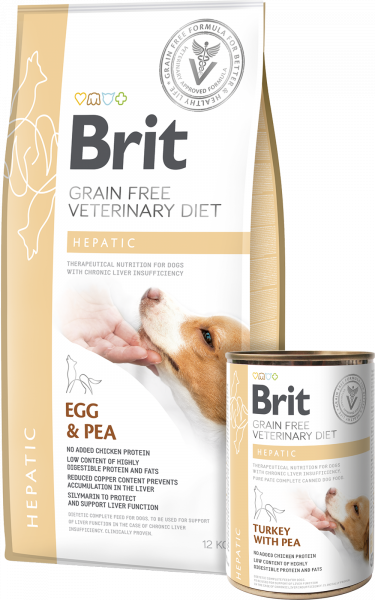 GRAIN FREE FORMULA FOR BETTER & HEALTHY LIFE
VETERINARY APPROVED FORMULA
Brit
GRAIN FREE
VETERINARY DIET
HEPATIC
THERAPEUTICAL NUTRITION FOR DOGS
WITH CHRONIC LIVER INSUFFICIENCY
EGG
& PEA
NO ADDED CHICKEN PROTEIN
LOW CONTENT OF HIGHLY
DIGESTIBLE PROTEIN AND FATS
REDUCED COPPER CONTENT PREVENTS
ACCUMULATION IN THE LIVER
SILYMARIN TO PROTECT
AND SUPPORT LIVER FUNCTION
DIETETIC COMPLETE FEED FOR DOGS, TO BE USED FOR SUPPORT
OF LIVER FUNCTION IN THE CASE OF CHRONIC LIVER
INSUFFICIENCY. CLINICALLY PROVEN.
12 KG
HEPATIC
Brit
GRAIN FREE
VETERINARY DIET
HEPATIC
THERAPEUTICAL NUTRITION FOR DOGS
WITH CHRONIC LIVER INSUFFICIENCY
COMPLETE CANNED DOG FOOD
TURKEY
WITH PEA
NO ADDED CHICKEN PROTEIN
LOW CONTENT OF HIGHLY
DIGESTIBLE PROTEIN AND FATS
HEPATIC